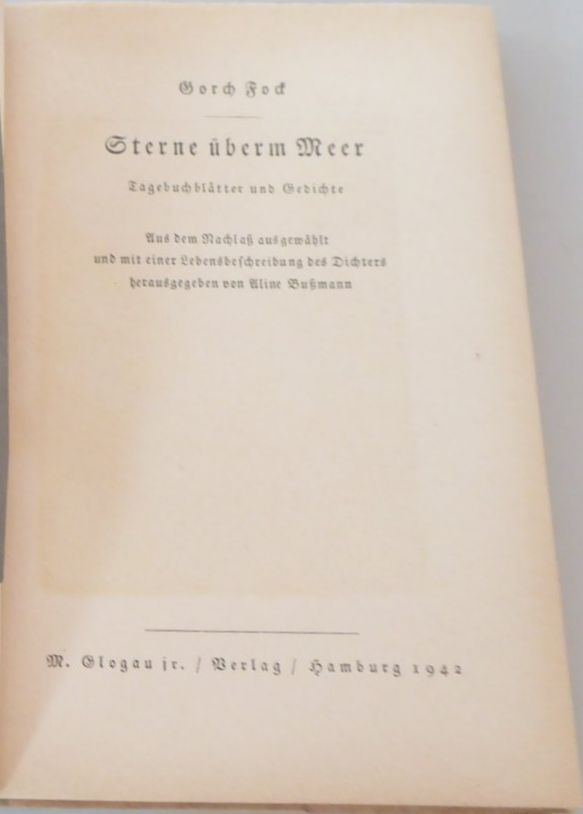 Gorch Fock
Sterne überm Meer
Tagebuchblätter und Gedichte
Aus dem Nachlaß ausgewählt
und mit einer Lebensbeschreibung des Dichters
herausgegeben von Aline Bußmann
M. Glogau jr. / Verlag / Hamburg 1942